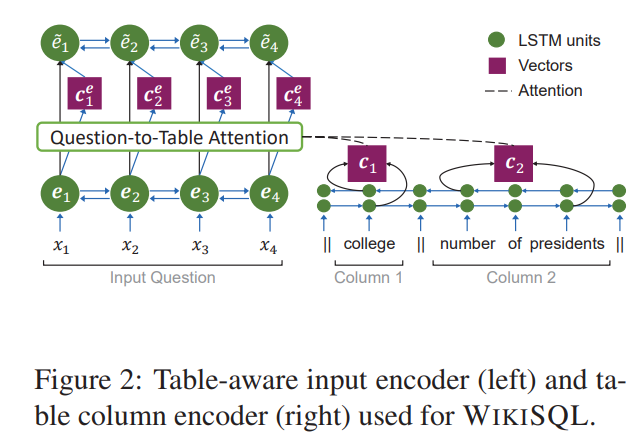 ẽ₁ ẽ₂ ẽ₃ ẽ₄
LSTM units
Vectors
Attention
c₁ᵉ c₂ᵉ c₃ᵉ c₄ᵉ
Question-to-Table Attention
c₁ c₂
e₁ e₂ e₃ e₄
x₁ x₂ x₃ x₄
|| college || number of presidents ||
Input Question
Column 1 Column 2
Figure 2: Table-aware input encoder (left) and ta-
ble column encoder (right) used for WIKISQL.